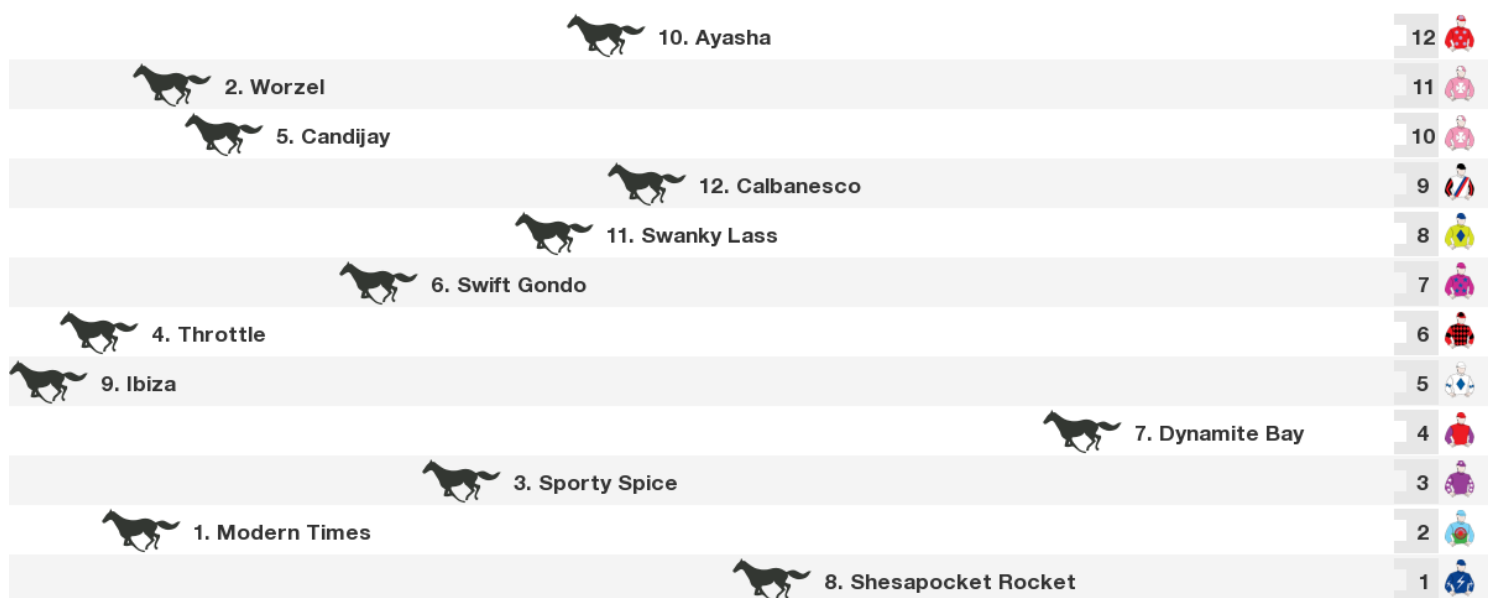 10. Ayasha 12
2. Worzel 11
5. Candijay 10
12. Calbanesco 9
11. Swanky Lass 8
6. Swift Gondo 7
4. Throttle 6
9. Ibiza 5
7. Dynamite Bay 4
3. Sporty Spice 3
1. Modern Times 2
8. Shesapocket Rocket 1